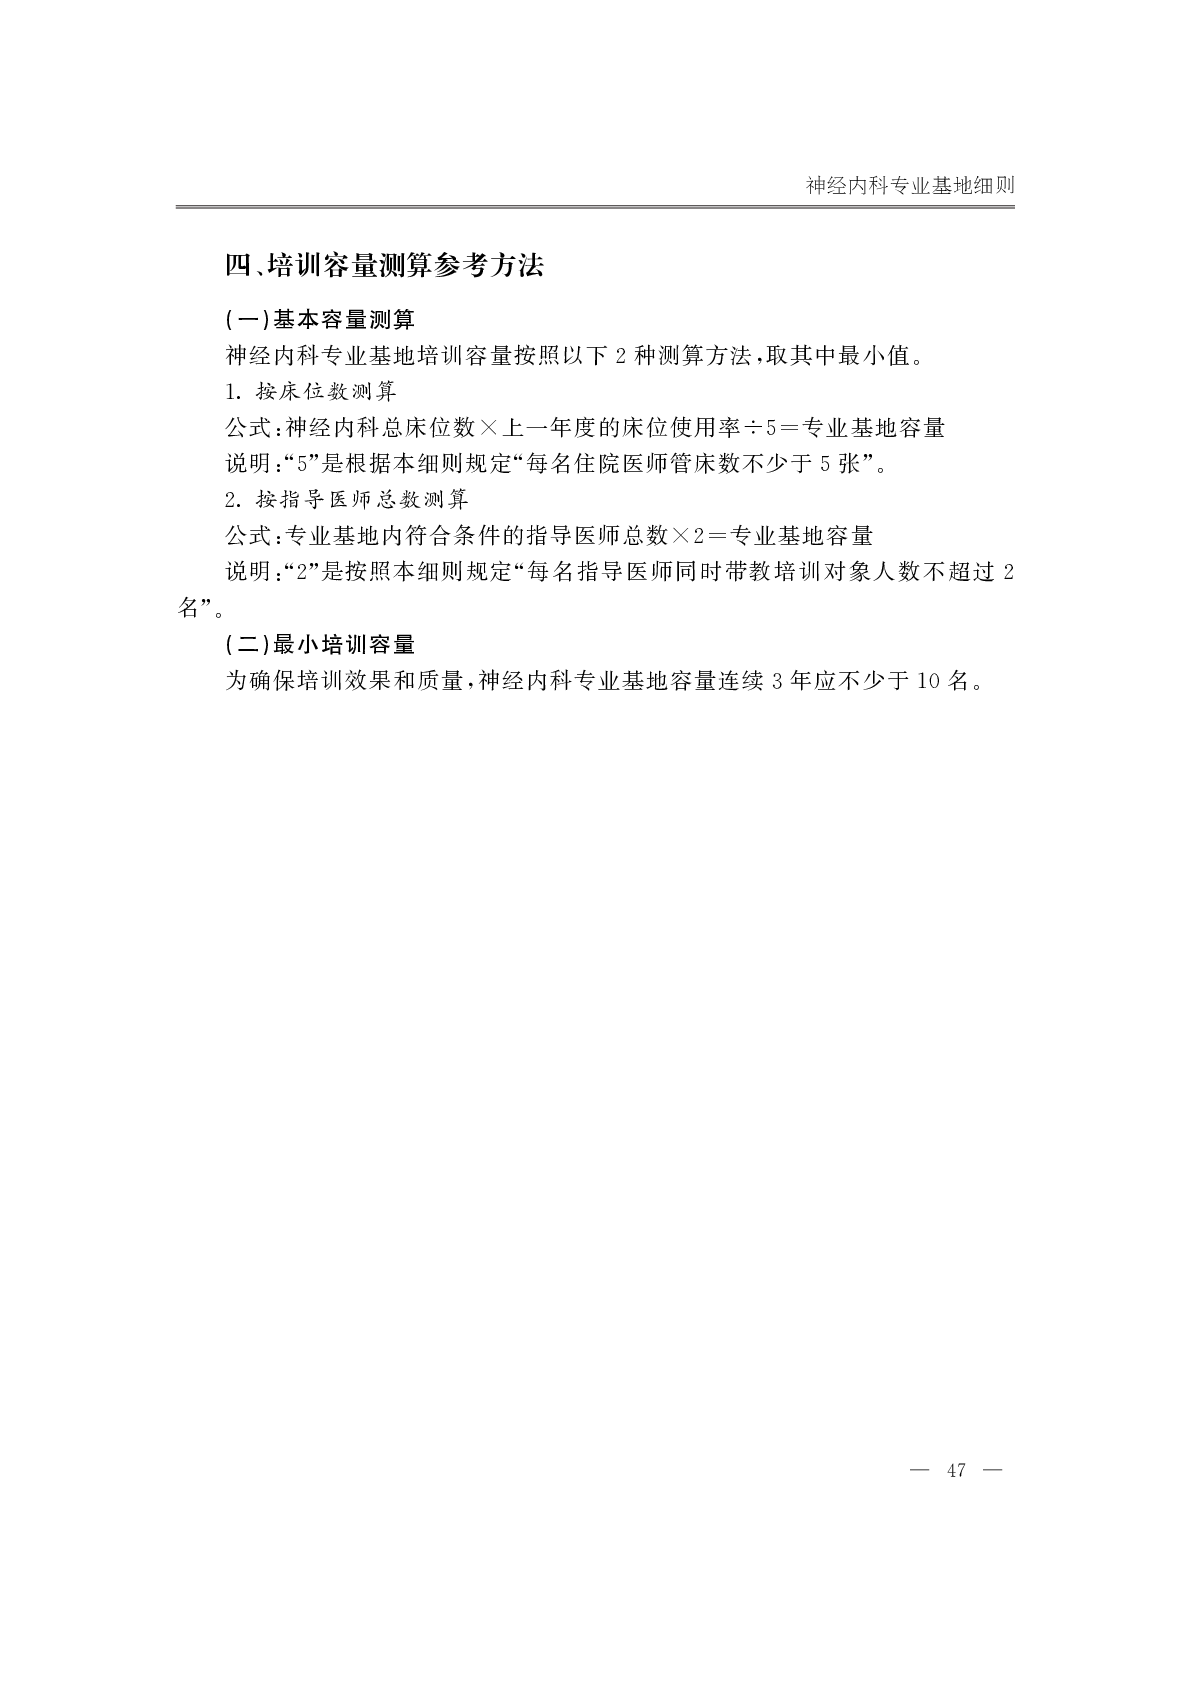 神经内科专业基地细则
四、培训容量测算参考方法
(一)基本容量测算
神经内科专业基地培训容量按照以下 2 种测算方法,取其中最小值。
1. 按床位数测算
公式:神经内科总床位数×上一年度的床位使用率÷5=专业基地容量
说明:“5”是根据本细则规定“每名住院医师管床数不少于 5 张”。
2. 按指导医师总数测算
公式:专业基地内符合条件的指导医师总数×2=专业基地容量
说明:“2”是按照本细则规定“每名指导医师同时带教培训对象人数不超过 2
名”。
(二)最小培训容量
为确保培训效果和质量,神经内科专业基地容量连续 3 年应不少于 10 名。
— 47 —